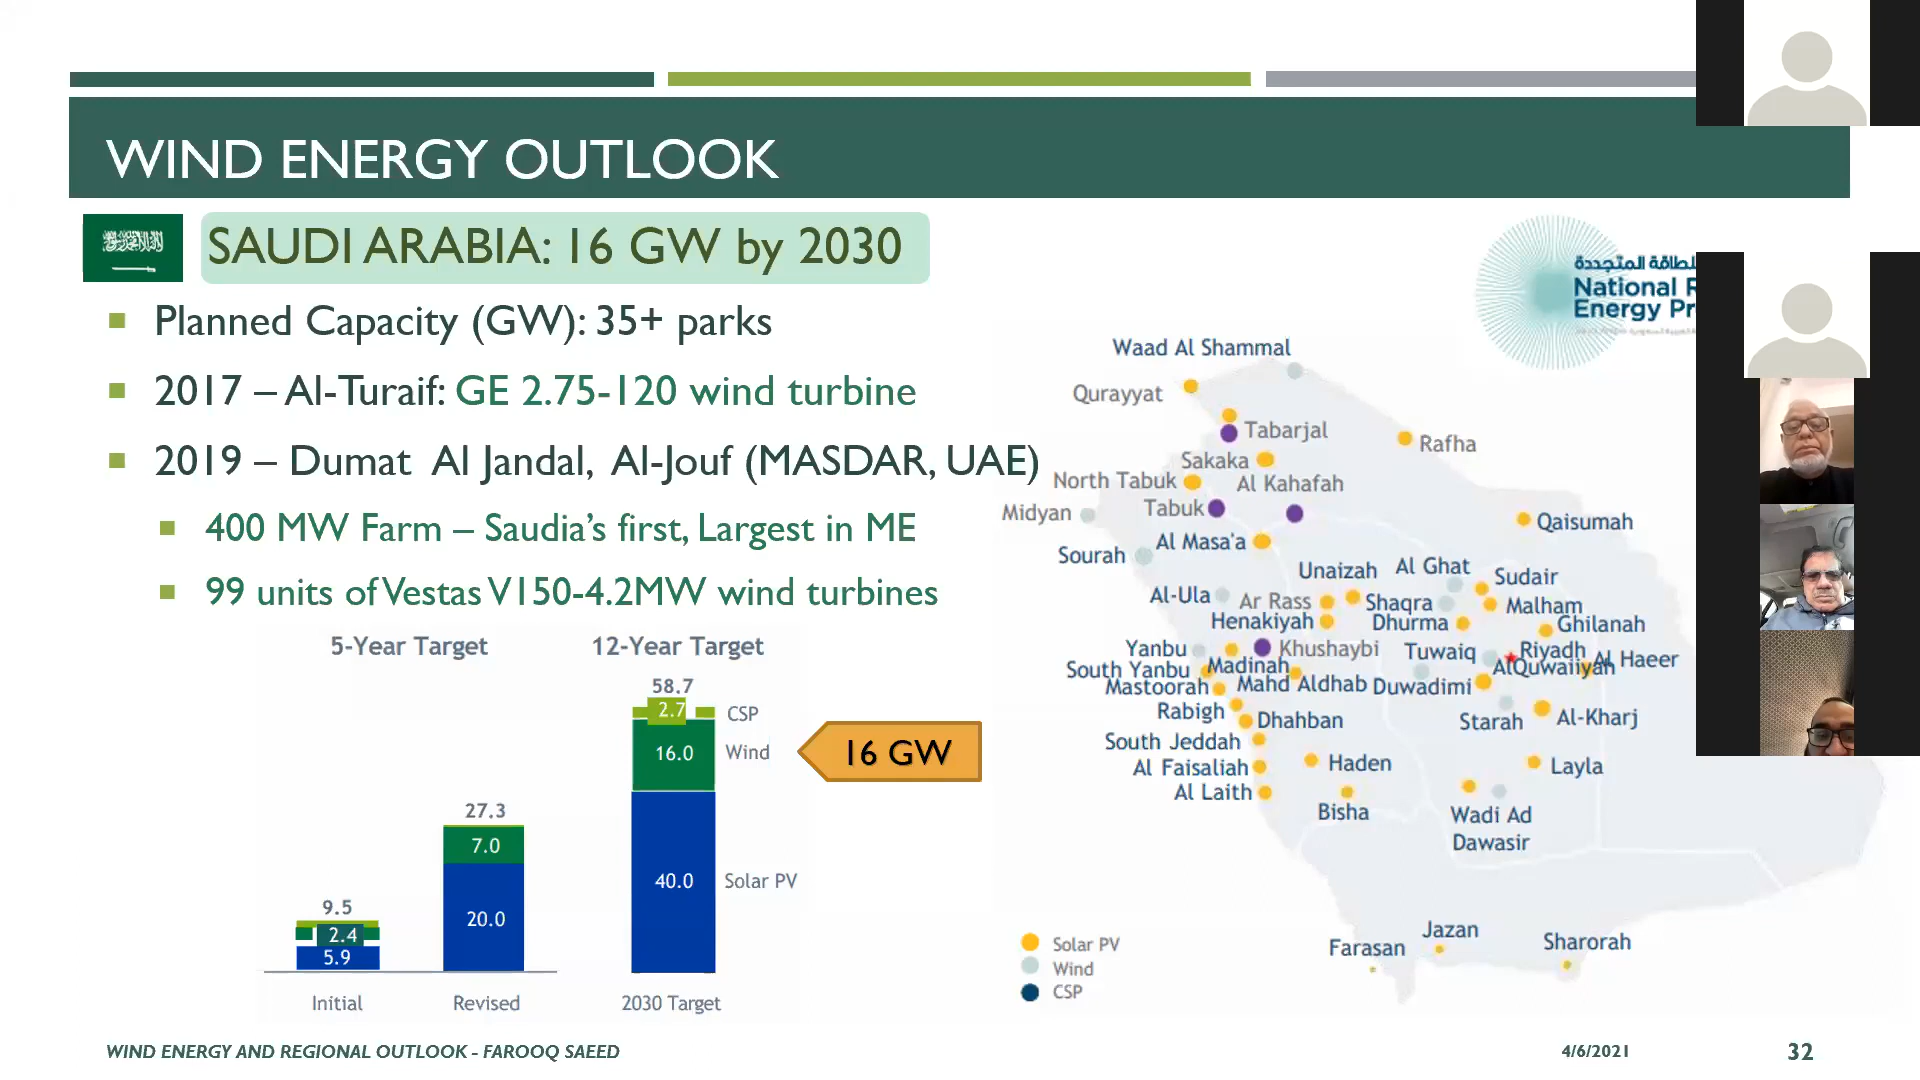 WIND ENERGY OUTLOOK
SAUDI ARABIA: 16 GW by 2030
Planned Capacity (GW): 35+ parks
2017 – Al-Turaif: GE 2.75-120 wind turbine
2019 – Dumat Al Jandal, Al-Jouf (MASDAR, UAE)
400 MW Farm – Saudia's first, Largest in ME
99 units of Vestas V150-4.2MW wind turbines
5-Year Target
12-Year Target
9.5
2.4
5.9
Initial
27.3
7.0
20.0
Revised
58.7
2.7
16.0
40.0
2030 Target
CSP
Wind
Solar PV
16 GW
للطاقة المتجددة
National R
Energy Pr
Waad Al Shammal
Qurayyat
Tabarjal
Rafha
Sakaka
North Tabuk
Al Kahafah
Midyan
Tabuk
Qaisumah
Sourah
Al Masa'a
Unaizah
Al Ghat
Sudair
Al-Ula
Ar Rass
Shaqra
Malham
Henakiyah
Dhurma
Ghilanah
Yanbu
Khushaybi
Tuwaiq
Riyadh
Al Haeer
South Yanbu
Madinah
AlQuwaiiyah
Mastoorah
Mahd Aldhab
Duwadimi
Rabigh
Dhahban
Starah
Al-Kharj
South Jeddah
Al Faisaliah
Haden
Layla
Al Laith
Bisha
Wadi Ad
Dawasir
Jazan
Farasan
Sharorah
Solar PV
Wind
CSP
WIND ENERGY AND REGIONAL OUTLOOK - FAROOQ SAEED
4/6/2021
32